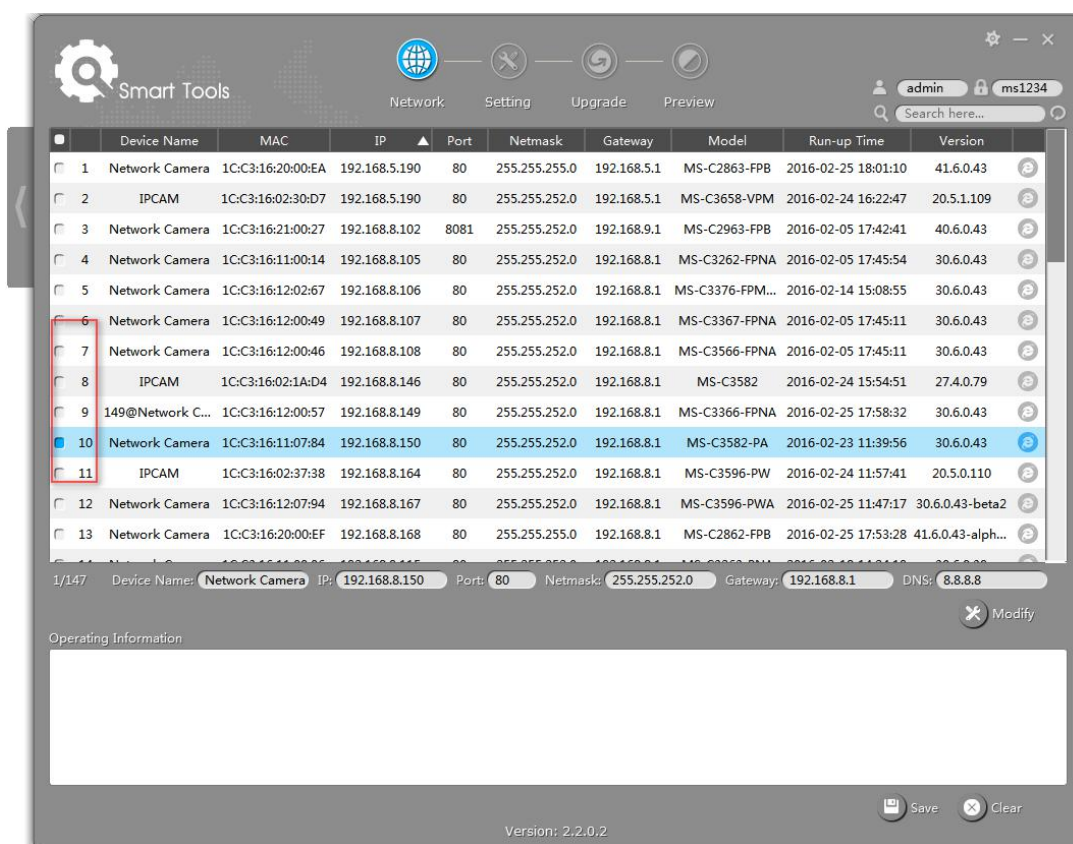 Smart Tools
Network Setting Upgrade Preview
admin ms1234
Search here...
Device Name MAC IP Port Netmask Gateway Model Run-up Time Version
1 Network Camera 1C:C3:16:20:00:EA 192.168.5.190 80 255.255.255.0 192.168.5.1 MS-C2863-FPB 2016-02-25 18:01:10 41.6.0.43
2 IPCAM 1C:C3:16:02:30:D7 192.168.5.190 80 255.255.252.0 192.168.5.1 MS-C3658-VPM 2016-02-24 16:22:47 20.5.1.109
3 Network Camera 1C:C3:16:21:00:27 192.168.8.102 8081 255.255.252.0 192.168.9.1 MS-C2963-FPB 2016-02-05 17:42:41 40.6.0.43
4 Network Camera 1C:C3:16:11:00:14 192.168.8.105 80 255.255.252.0 192.168.8.1 MS-C3262-FPNA 2016-02-05 17:45:54 30.6.0.43
5 Network Camera 1C:C3:16:12:02:67 192.168.8.106 80 255.255.252.0 192.168.8.1 MS-C3376-FPM... 2016-02-14 15:08:55 30.6.0.43
6 Network Camera 1C:C3:16:12:00:49 192.168.8.107 80 255.255.252.0 192.168.8.1 MS-C3367-FPNA 2016-02-05 17:45:11 30.6.0.43
7 Network Camera 1C:C3:16:12:00:46 192.168.8.108 80 255.255.252.0 192.168.8.1 MS-C3566-FPNA 2016-02-05 17:45:11 30.6.0.43
8 IPCAM 1C:C3:16:02:1A:D4 192.168.8.146 80 255.255.252.0 192.168.8.1 MS-C3582 2016-02-24 15:54:51 27.4.0.79
9 149@Network C... 1C:C3:16:12:00:57 192.168.8.149 80 255.255.252.0 192.168.8.1 MS-C3366-FPNA 2016-02-25 17:58:32 30.6.0.43
10 Network Camera 1C:C3:16:11:07:84 192.168.8.150 80 255.255.252.0 192.168.8.1 MS-C3582-PA 2016-02-23 11:39:56 30.6.0.43
11 IPCAM 1C:C3:16:02:37:38 192.168.8.164 80 255.255.252.0 192.168.8.1 MS-C3596-PW 2016-02-24 11:57:41 20.5.0.110
12 Network Camera 1C:C3:16:12:07:94 192.168.8.167 80 255.255.252.0 192.168.8.1 MS-C3596-PWA 2016-02-25 11:47:17 30.6.0.43-beta2
13 Network Camera 1C:C3:16:20:00:EF 192.168.8.168 80 255.255.255.0 192.168.8.1 MS-C2862-FPB 2016-02-25 17:53:28 41.6.0.43-alph...
1/147 Device Name: Network Camera IP: 192.168.8.150 Port: 80 Netmask: 255.255.252.0 Gateway: 192.168.8.1 DNS: 8.8.8.8
Modify
Operating Information
Save Clear
Version: 2.2.0.2